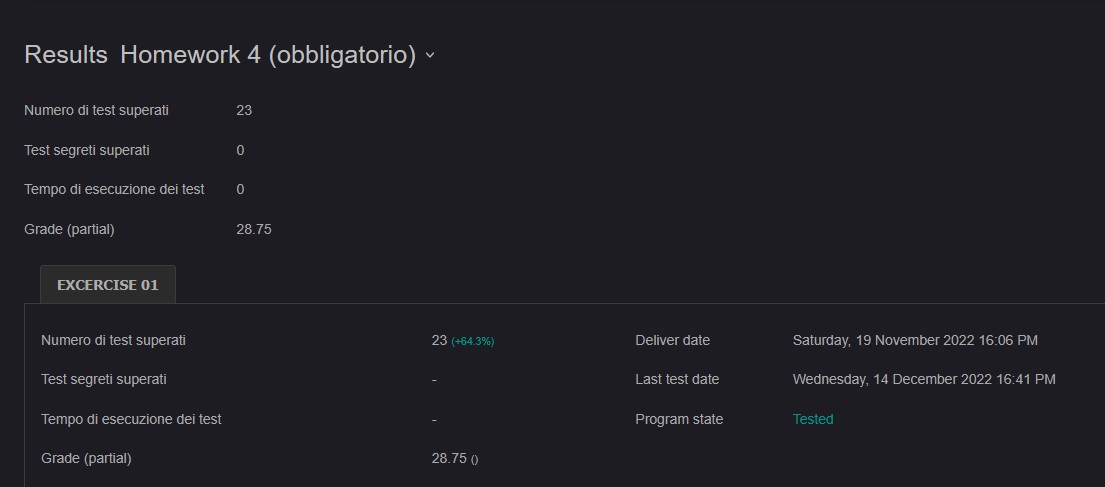 Results Homework 4 (obbligatorio)
Numero di test superati 23
Test segreti superati 0
Tempo di esecuzione dei test 0
Grade (partial) 28.75
EXCERCISE 01
Numero di test superati 23 (+64.3%) Deliver date Saturday, 19 November 2022 16:06 PM
Test segreti superati - Last test date Wednesday, 14 December 2022 16:41 PM
Tempo di esecuzione dei test - Program state Tested
Grade (partial) 28.75 ()